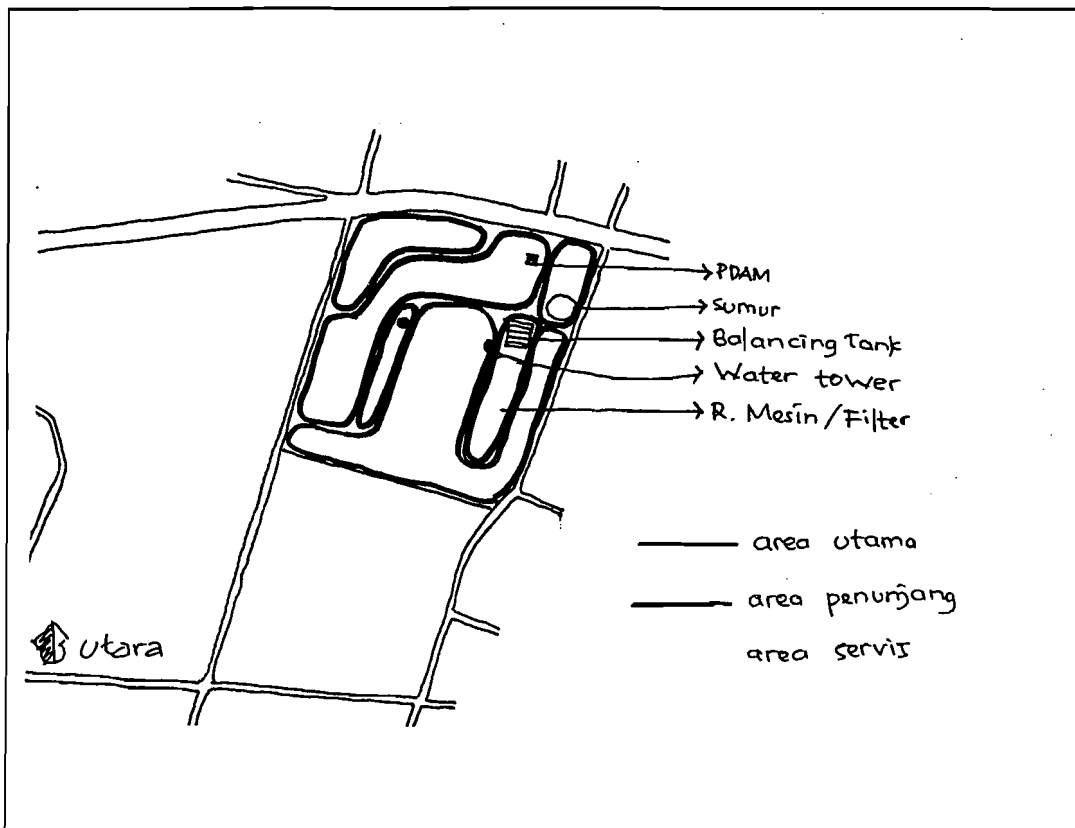 PDAM
Sumur
Balancing Tank
Water tower
R. Mesin/Filter
area utama
area penunjang
area servis
utara